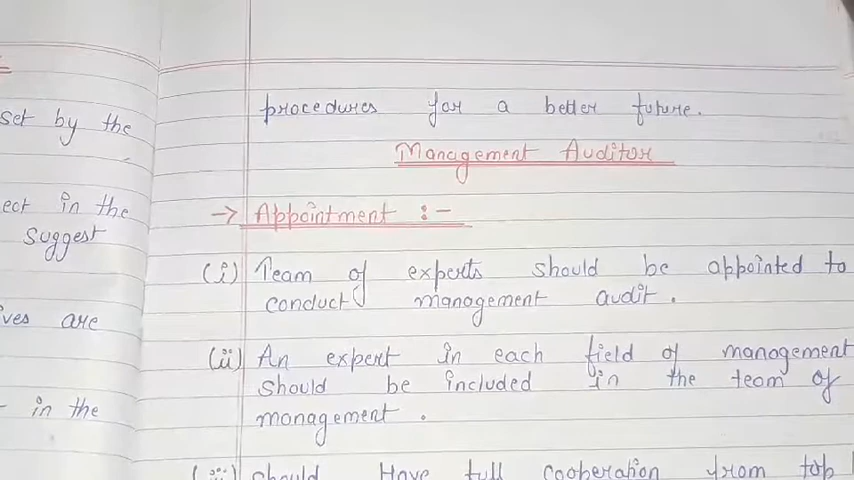 set by the
ect in the
suggest
ves are
in the
procedures for a better future.
Management Auditor
→ Appointment :-
(i) Team of experts should be appointed to
conduct management audit.
(ii) An expert in each field of management
should be included in the team of
management.
(iii) should Have full cooperation from top